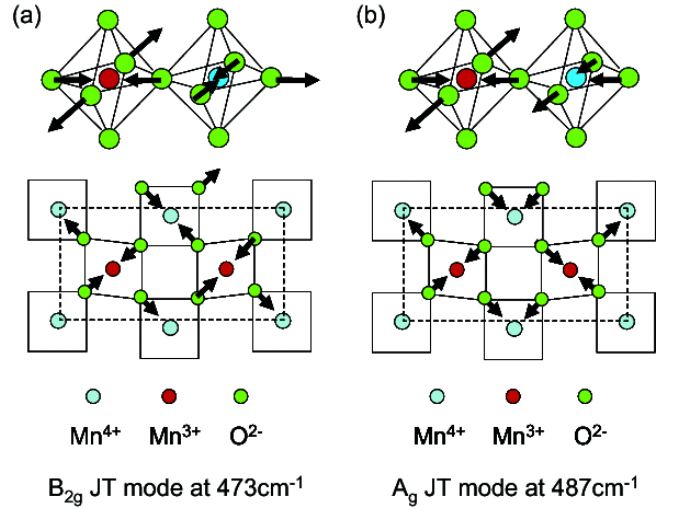 (a) (b)
Mn⁴⁺ Mn³⁺ O²⁻ Mn⁴⁺ Mn³⁺ O²⁻
B₂g JT mode at 473cm⁻¹ Ag JT mode at 487cm⁻¹